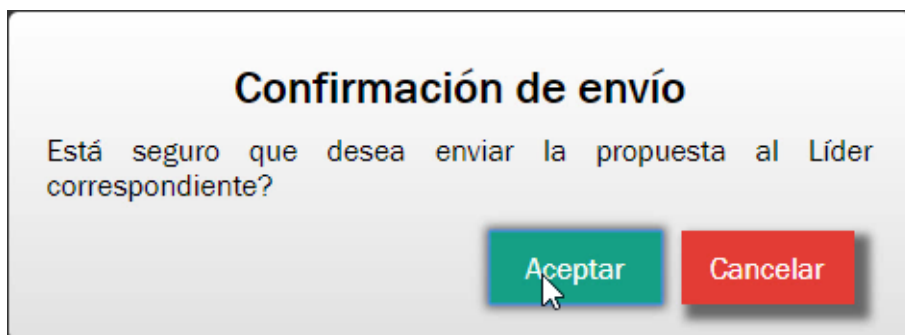 Confirmación de envío
Está seguro que desea enviar la propuesta al Líder
correspondiente?
Aceptar Cancelar